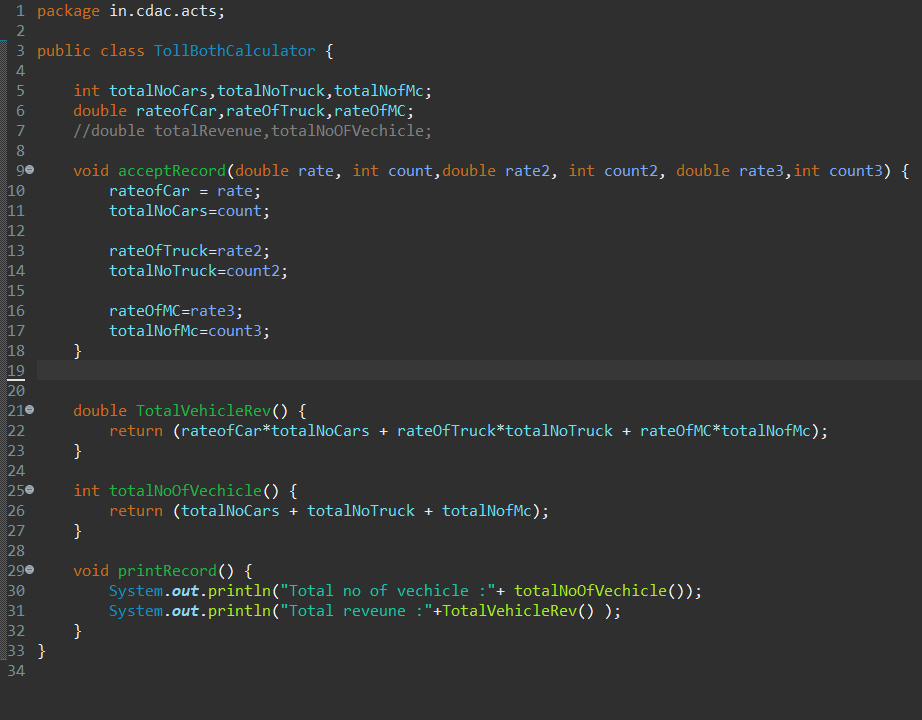 1 package in.cdac.acts;
2
3 public class TollBothCalculator {
4
5 int totalNoCars,totalNoTruck,totalNofMc;
6 double rateofCar,rateOfTruck,rateOfMC;
7 //double totalRevenue,totalNoOFVechicle;
8
9 void acceptRecord(double rate, int count,double rate2, int count2, double rate3,int count3) {
10 rateofCar = rate;
11 totalNoCars=count;
12
13 rateOfTruck=rate2;
14 totalNoTruck=count2;
15
16 rateOfMC=rate3;
17 totalNofMc=count3;
18 }
19
20
21 double TotalVehicleRev() {
22 return (rateofCar*totalNoCars + rateOfTruck*totalNoTruck + rateOfMC*totalNofMc);
23 }
24
25 int totalNoOfVechicle() {
26 return (totalNoCars + totalNoTruck + totalNofMc);
27 }
28
29 void printRecord() {
30 System.out.println("Total no of vechicle :"+ totalNoOfVechicle());
31 System.out.println("Total reveune :"+TotalVehicleRev() );
32 }
33 }
34